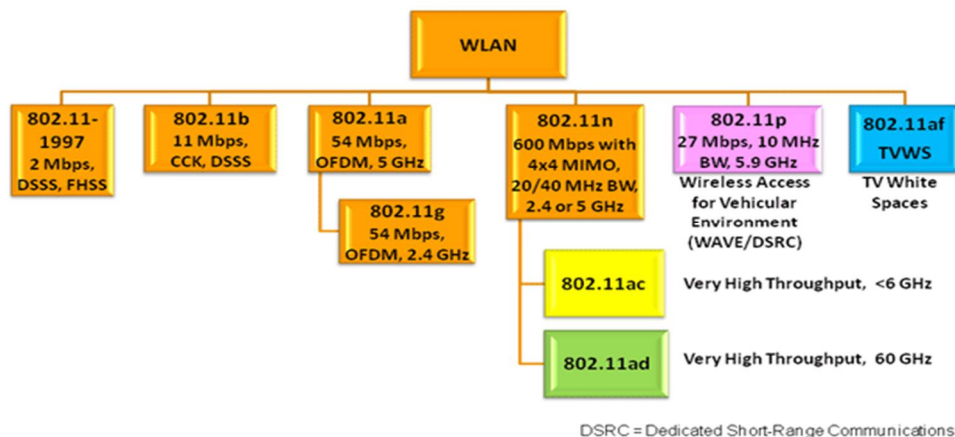 WLAN
802.11-
1997
2 Mbps,
DSSS, FHSS
802.11b
11 Mbps,
CCK, DSSS
802.11a
54 Mbps,
OFDM, 5 GHz
802.11g
54 Mbps,
OFDM, 2.4 GHz
802.11n
600 Mbps with
4x4 MIMO,
20/40 MHz BW,
2.4 or 5 GHz
802.11p
27 Mbps, 10 MHz
BW, 5.9 GHz
Wireless Access
for Vehicular
Environment
(WAVE/DSRC)
802.11af
TVWS
TV White
Spaces
802.11ac
Very High Throughput, <6 GHz
802.11ad
Very High Throughput, 60 GHz
DSRC = Dedicated Short-Range Communications